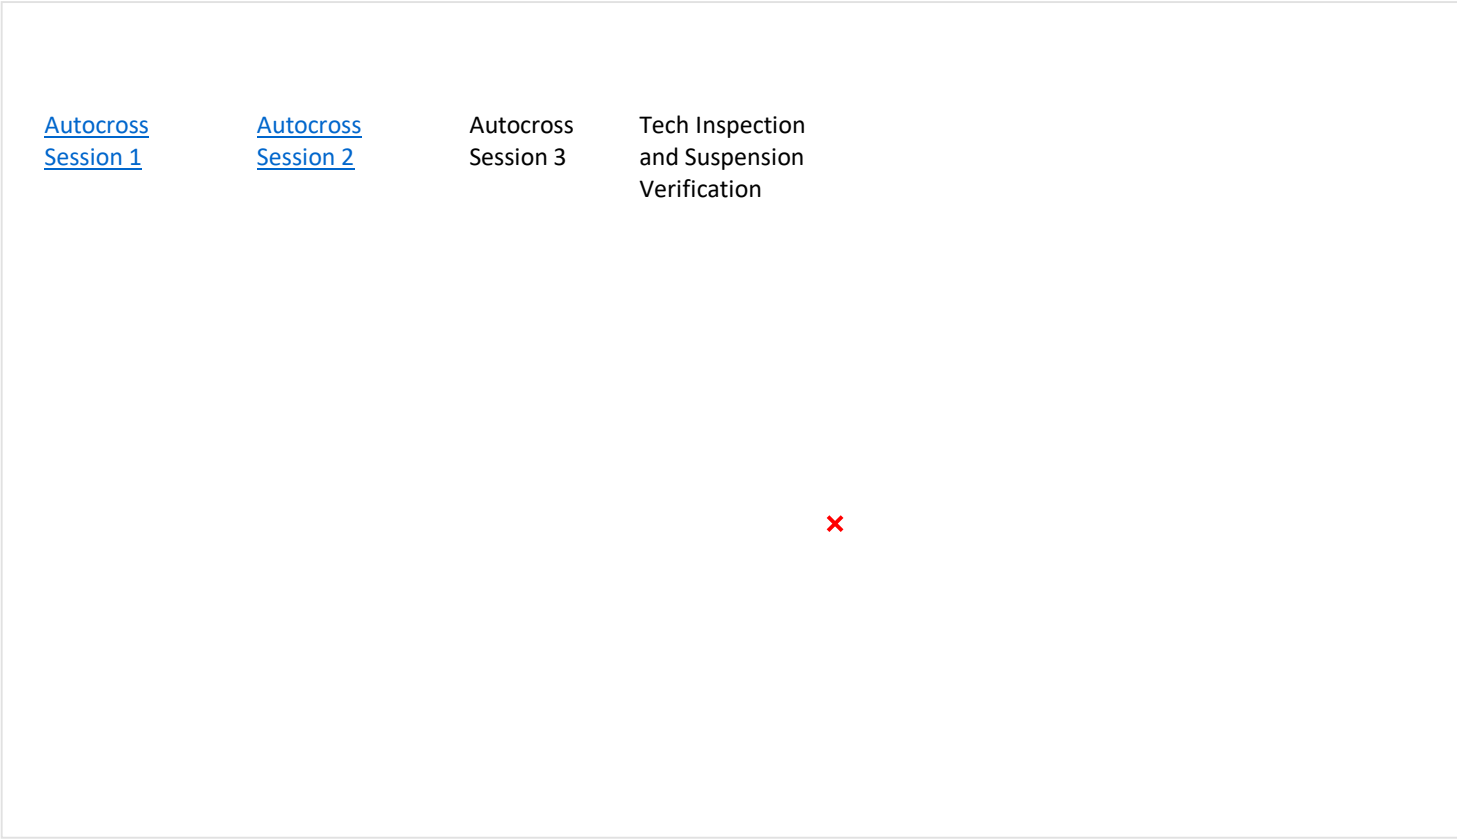 Autocross
Session 1
Autocross
Session 2
Autocross
Session 3
Tech Inspection
and Suspension
Verification